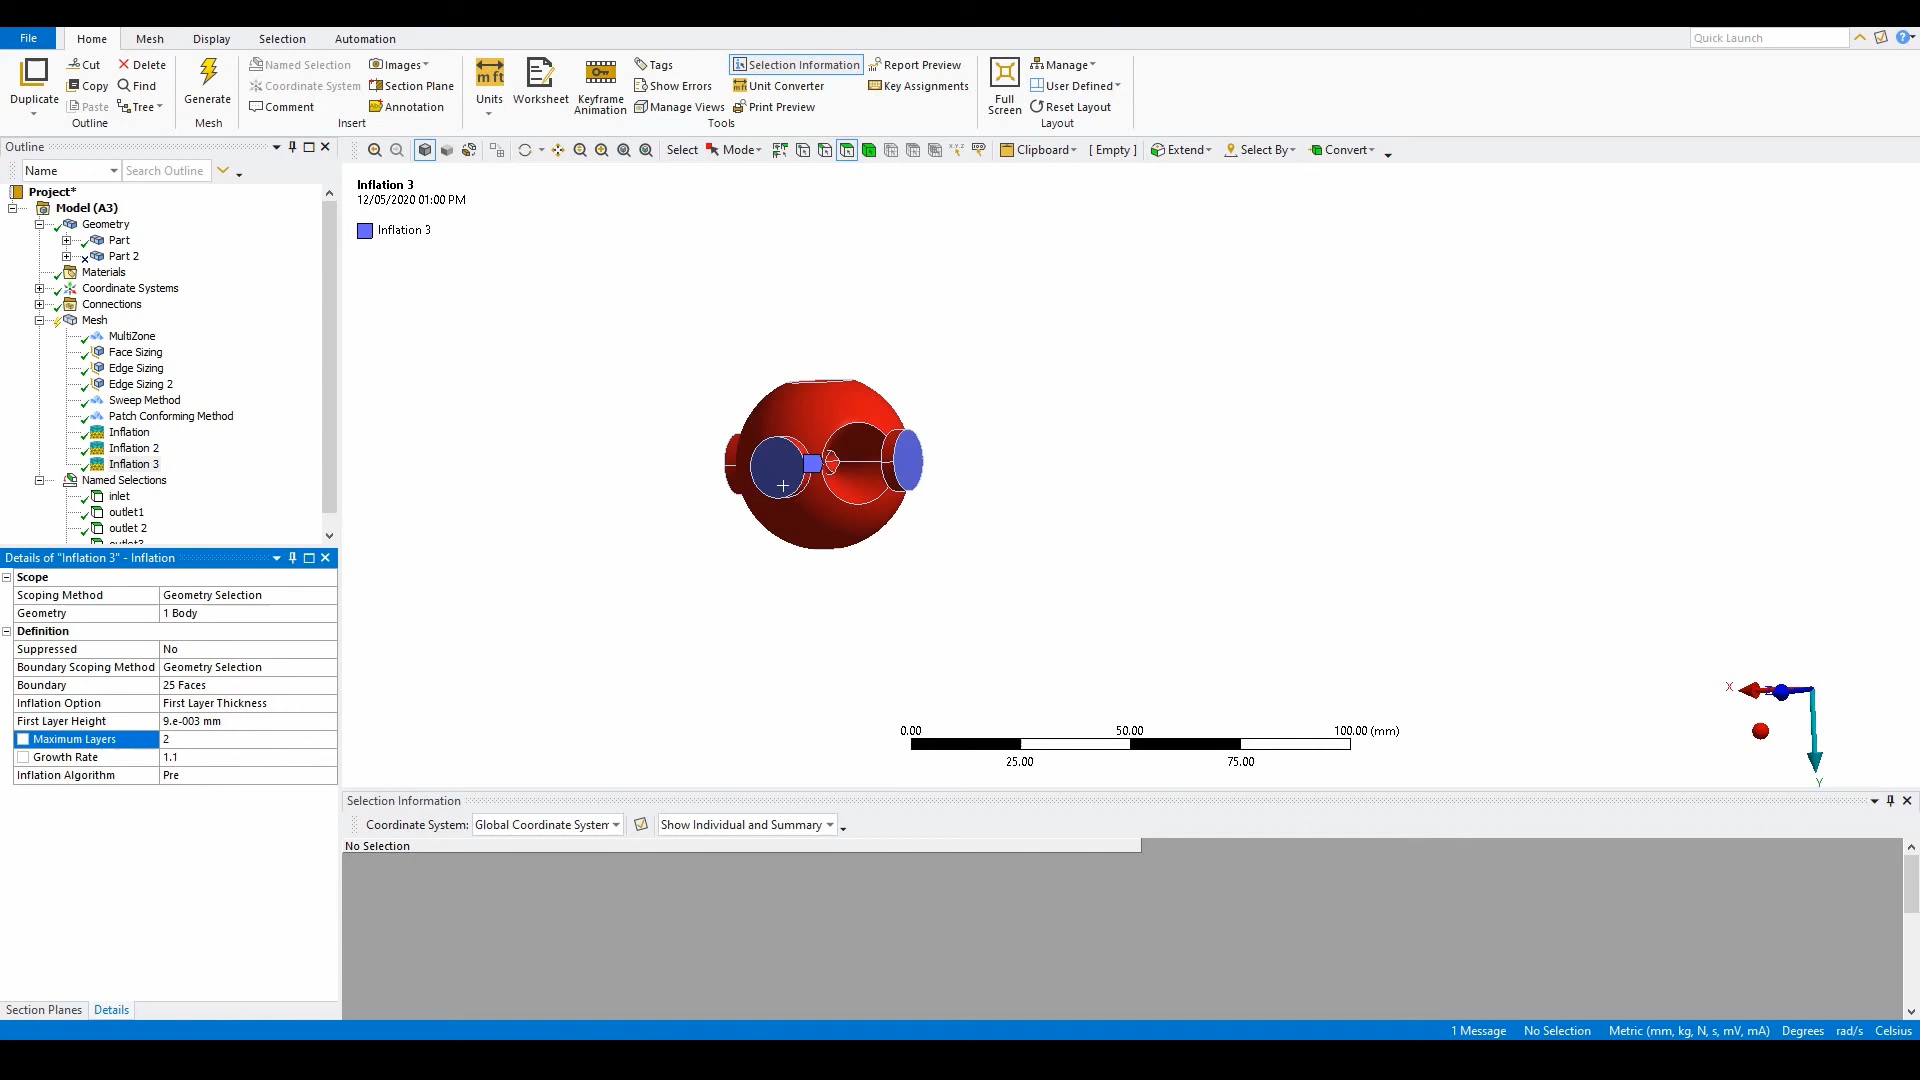 File Home Mesh Display Selection Automation Quick Launch
Duplicate Cut Copy Paste Delete Find Tree Outline
Generate Mesh
Named Selection Coordinate System Comment Images Section Plane Annotation Insert
mft Units Worksheet Keyframe Animation Tags Show Errors Manage Views Selection Information Unit Converter Print Preview Report Preview Key Assignments Tools
Full Screen Manage User Defined Reset Layout Layout
Outline
Name Search Outline
Select Mode Clipboard [ Empty ] Extend Select By Convert
Project*
Model (A3)
Geometry
Part
Part 2
Materials
Coordinate Systems
Connections
Mesh
MultiZone
Face Sizing
Edge Sizing
Edge Sizing 2
Sweep Method
Patch Conforming Method
Inflation
Inflation 2
Inflation 3
Named Selections
inlet
outlet1
outlet 2
outlet3
Details of "Inflation 3" - Inflation
Scope
Scoping Method Geometry Selection
Geometry 1 Body
Definition
Suppressed No
Boundary Scoping Method Geometry Selection
Boundary 25 Faces
Inflation Option First Layer Thickness
First Layer Height 9.e-003 mm
Maximum Layers 2
Growth Rate 1.1
Inflation Algorithm Pre
Section Planes Details
Inflation 3
12/05/2020 01:00 PM
Inflation 3
0.00 50.00 100.00 (mm)
25.00 75.00
X
Y
Selection Information
Coordinate System: Global Coordinate System Show Individual and Summary
No Selection
1 Message No Selection Metric (mm, kg, N, s, mV, mA) Degrees rad/s Celsius